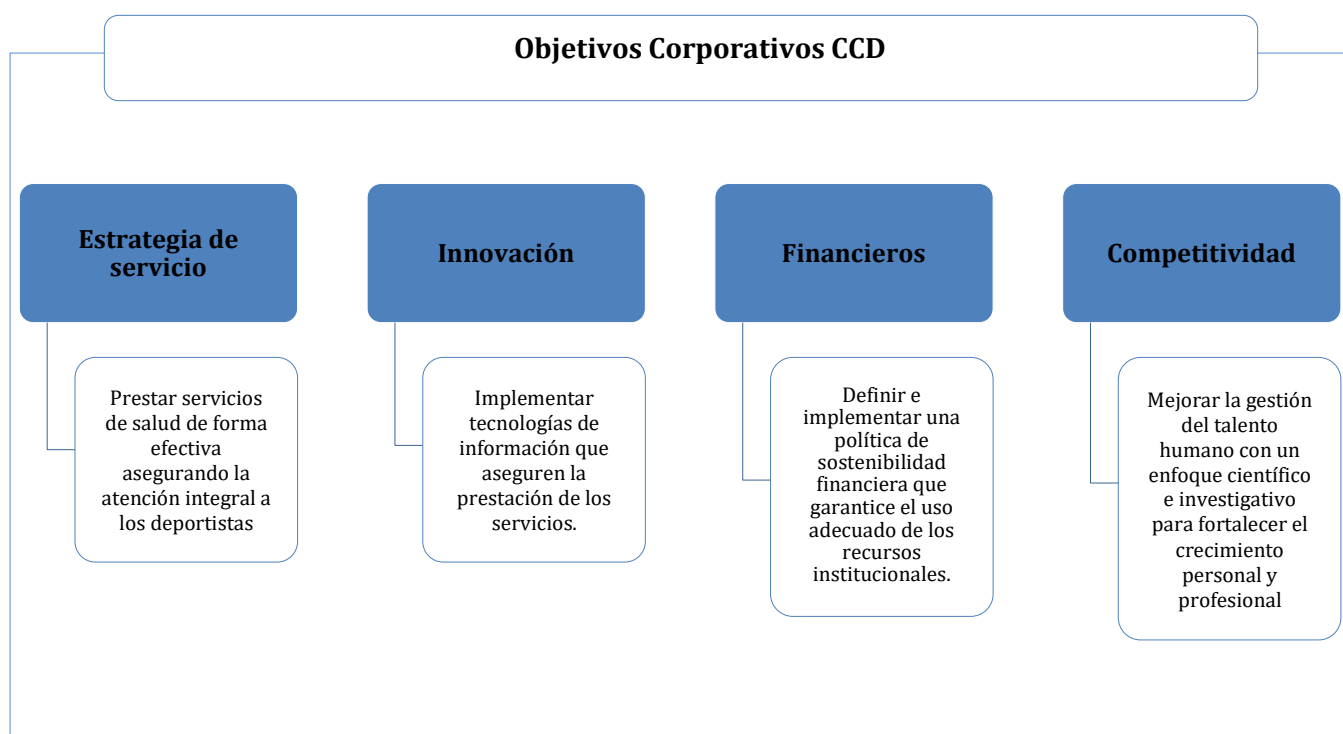 Objetivos Corporativos CCD
Estrategia de
servicio
Prestar servicios
de salud de forma
efectiva
asegurando la
atención integral a
los deportistas
Innovación
Implementar
tecnologías de
información que
aseguren la
prestación de los
servicios.
Financieros
Definir e
implementar una
política de
sostenibilidad
financiera que
garantice el uso
adecuado de los
recursos
institucionales.
Competitividad
Mejorar la gestión
del talento
humano con un
enfoque científico
e investigativo
para fortalecer el
crecimiento
personal y
profesional